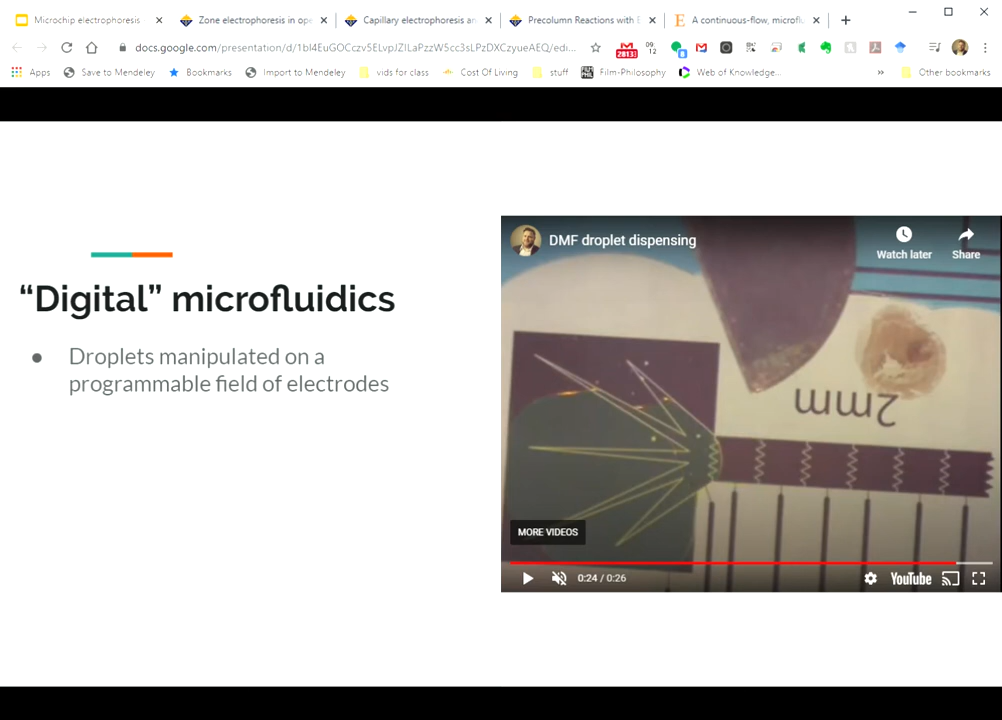 Microchip electrophoresis
Zone electrophoresis in ope
Capillary electrophoresis an
Precolumn Reactions with E
A continuous-flow, microflu
docs.google.com/presentation/d/1bI4EuGOCczv5ELvpJZILaPzzW5cc3sLPzDXCzyueAEQ/edi...
Apps
Save to Mendeley
Bookmarks
Import to Mendeley
vids for class
Cost Of Living
stuff
Film-Philosophy
Web of Knowledge...
»
Other bookmarks
“Digital” microfluidics
● Droplets manipulated on a
programmable field of electrodes
DMF droplet dispensing
Watch later
Share
2mm
MORE VIDEOS
0:24 / 0:26
YouTube